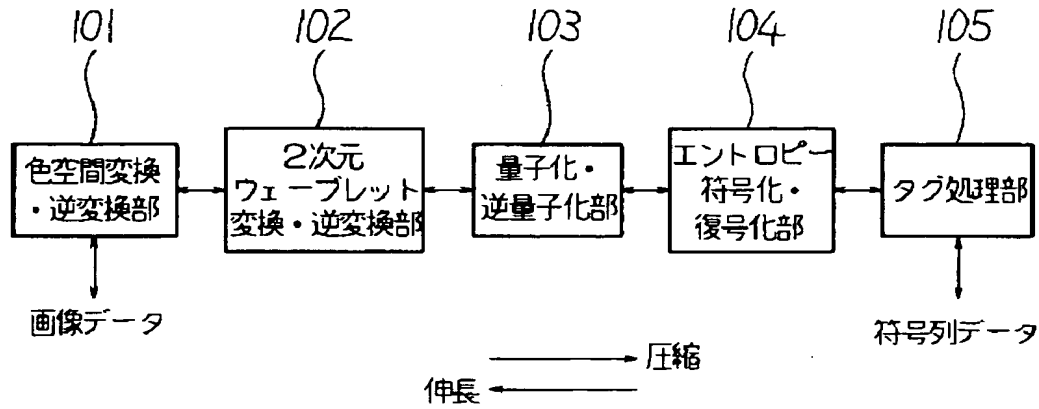 101
102
103
104
105
色空間変換
・逆変換部
2次元
ウェーブレット
変換・逆変換部
量子化・
逆量子化部
エントロピー
符号化・
復号化部
タグ処理部
画像データ
符号列データ
圧縮
伸長